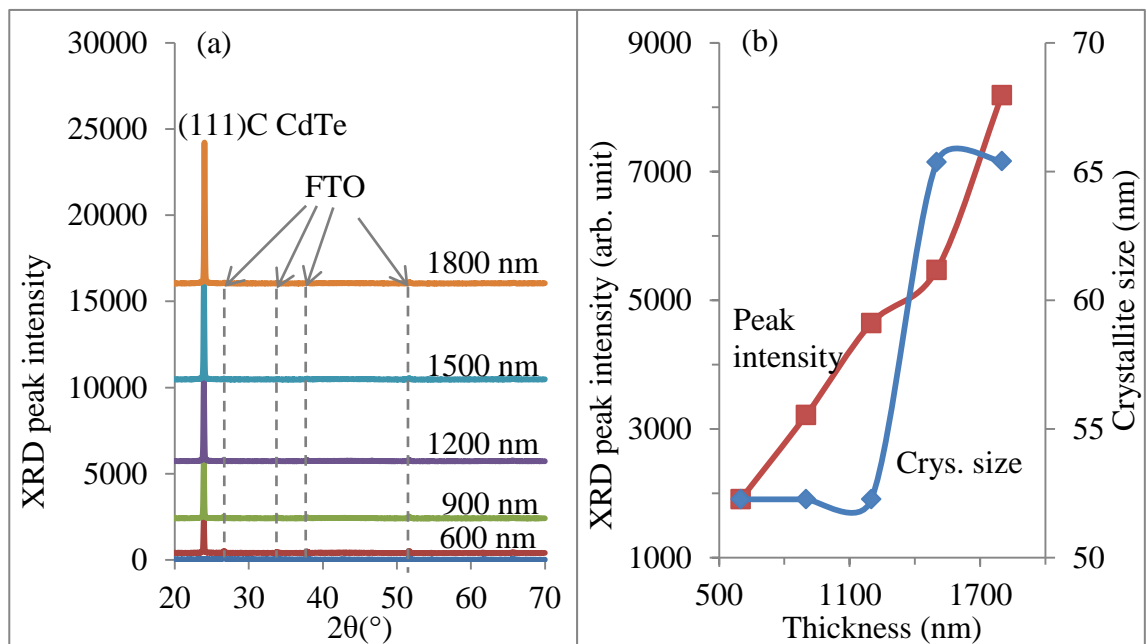 (a)
XRD peak intensity
30000
25000
20000
15000
10000
5000
0
(111)C CdTe
FTO
1800 nm
1500 nm
1200 nm
900 nm
600 nm
20 30 40 50 60 70
2θ(°)
(b)
XRD peak intensity (arb. unit)
9000
7000
5000
3000
1000
Peak
intensity
Crys. size
70
65
60
55
50
Crystallite size (nm)
500 1100 1700
Thickness (nm)